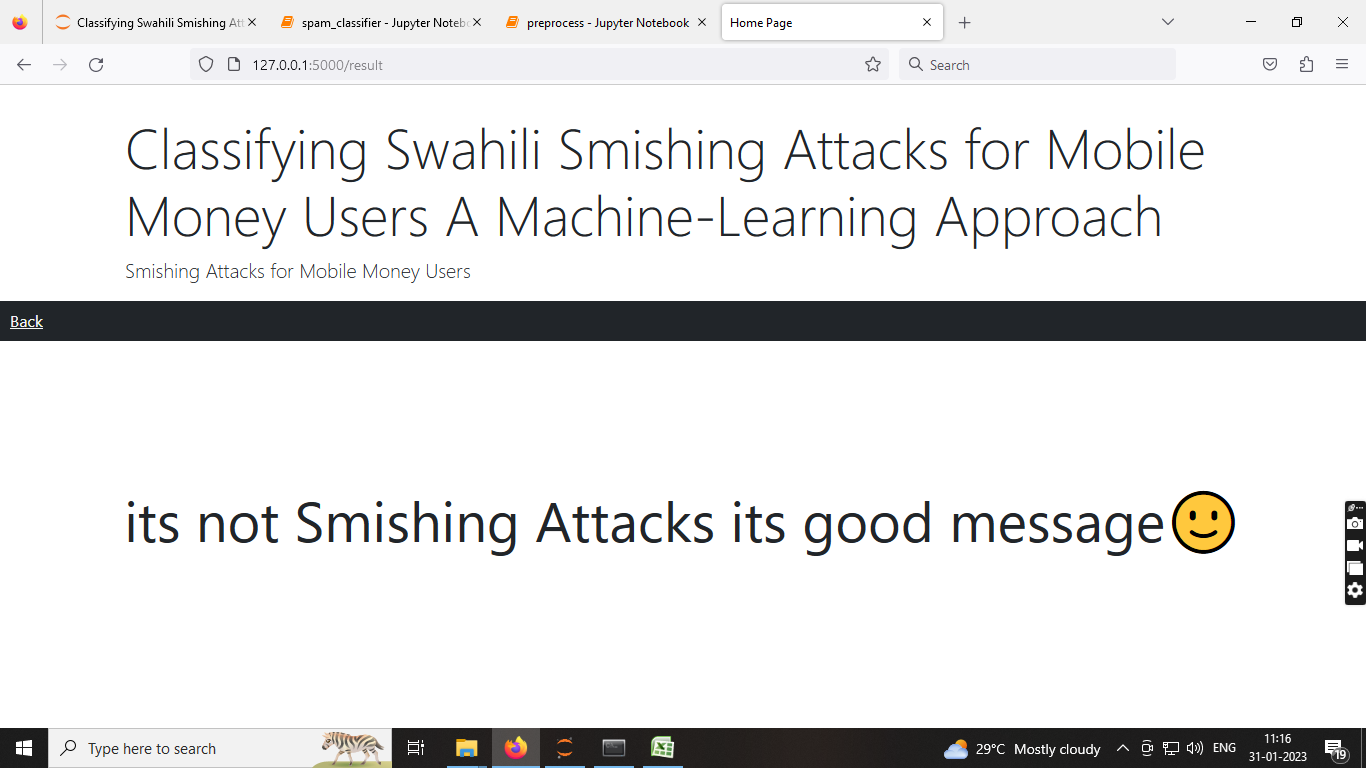 Classifying Swahili Smishing Att
spam_classifier - Jupyter Noteb
preprocess - Jupyter Notebook
Home Page
127.0.0.1:5000/result
Search
Classifying Swahili Smishing Attacks for Mobile
Money Users A Machine-Learning Approach
Smishing Attacks for Mobile Money Users
Back
its not Smishing Attacks its good message
Type here to search
29°C Mostly cloudy
ENG
11:16
31-01-2023
19